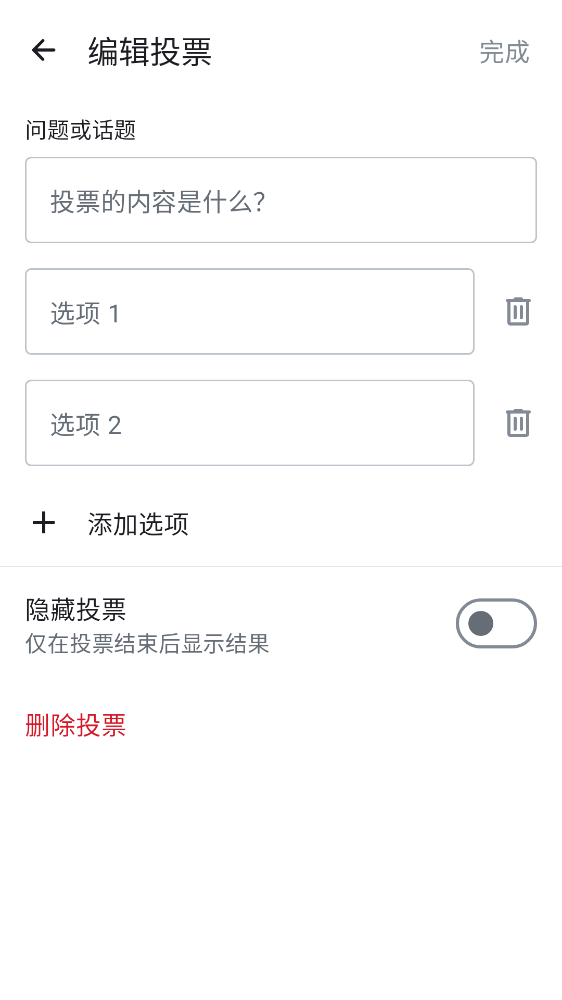 编辑投票
完成
问题或话题
投票的内容是什么？
选项 1
选项 2
添加选项
隐藏投票
仅在投票结束后显示结果
删除投票